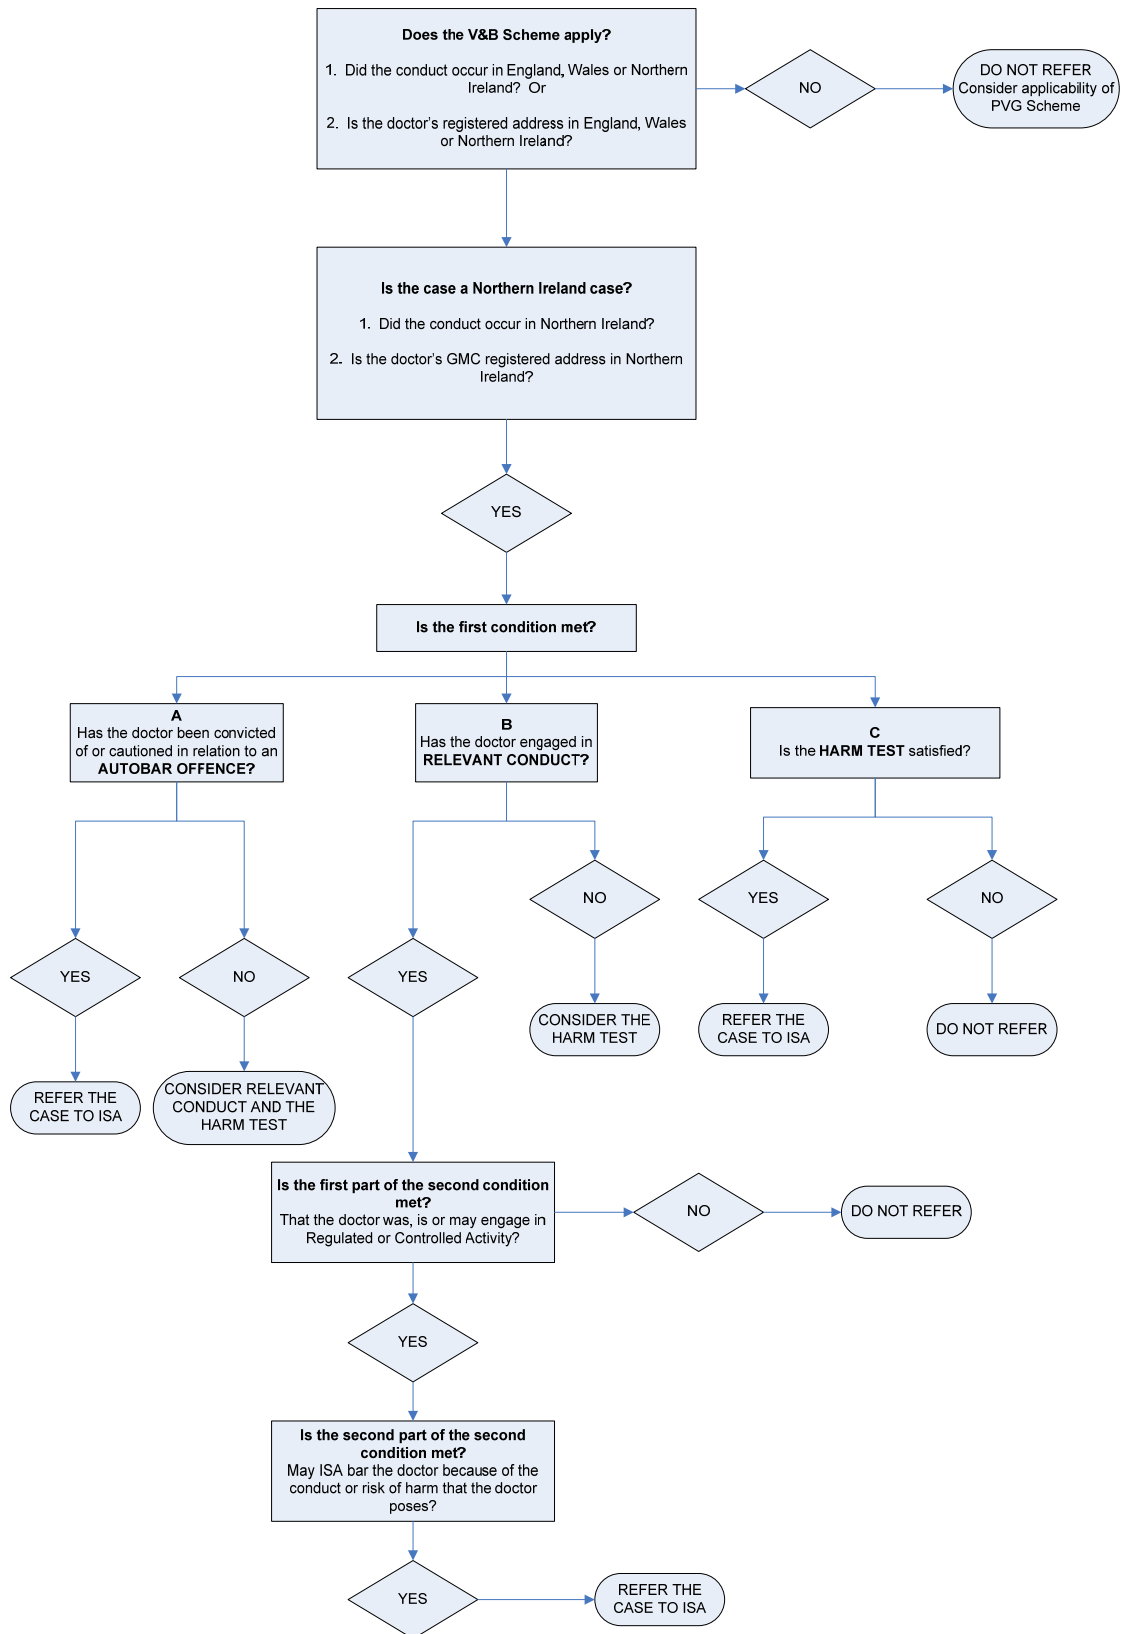 Does the V&B Scheme apply?
1. Did the conduct occur in England, Wales or Northern
Ireland? Or
2. Is the doctor's registered address in England, Wales
or Northern Ireland?
NO
DO NOT REFER
Consider applicability of
PVG Scheme
Is the case a Northern Ireland case?
1. Did the conduct occur in Northern Ireland?
2. Is the doctor's GMC registered address in Northern
Ireland?
YES
Is the first condition met?
A
Has the doctor been convicted
of or cautioned in relation to an
AUTOBAR OFFENCE?
B
Has the doctor engaged in
RELEVANT CONDUCT?
C
Is the HARM TEST satisfied?
YES
NO
YES
NO
YES
NO
REFER THE
CASE TO ISA
CONSIDER RELEVANT
CONDUCT AND THE
HARM TEST
CONSIDER THE
HARM TEST
REFER THE
CASE TO ISA
DO NOT REFER
Is the first part of the second condition
met?
That the doctor was, is or may engage in
Regulated or Controlled Activity?
NO
DO NOT REFER
YES
Is the second part of the second
condition met?
May ISA bar the doctor because of the
conduct or risk of harm that the doctor
poses?
YES
REFER THE
CASE TO ISA